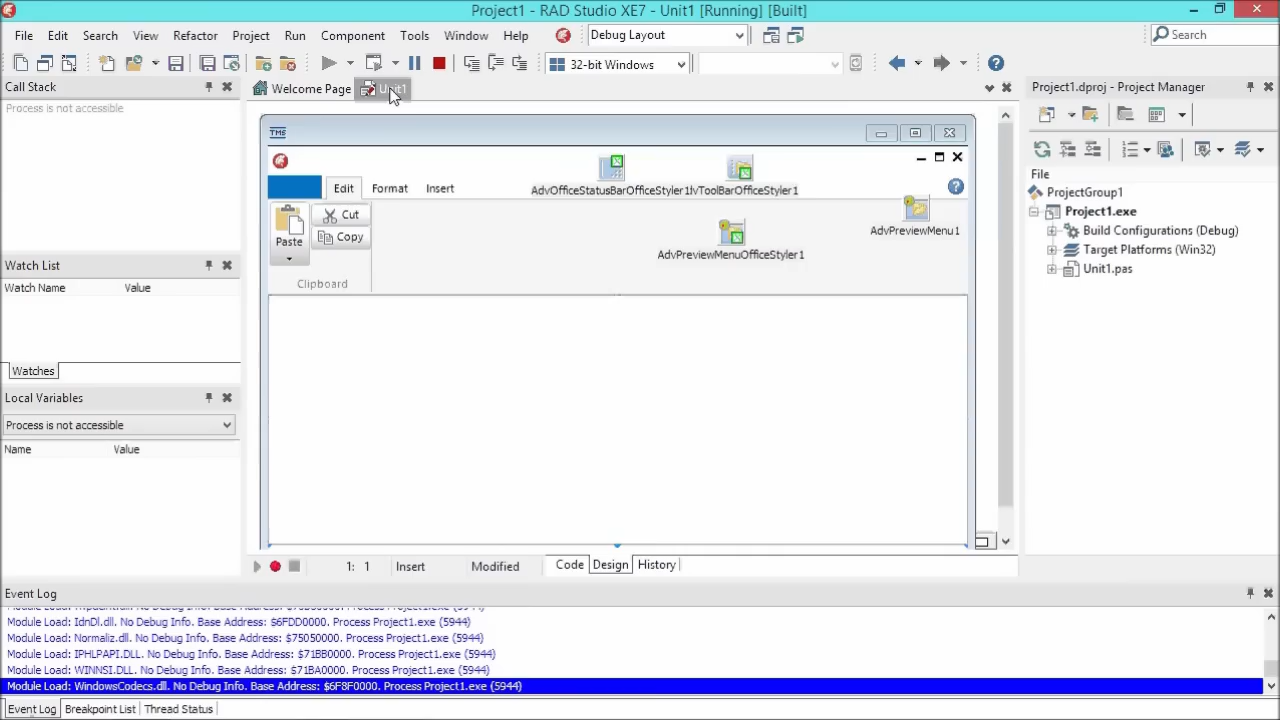 Project1 - RAD Studio XE7 - Unit1 [Running] [Built]
File Edit Search View Refactor Project Run Component Tools Window Help Debug Layout Search
32-bit Windows
Call Stack
Process is not accessible
Welcome Page Unit1
Project1.dproj - Project Manager
TMS
Edit Format Insert
AdvOfficeStatusBarOfficeStyler1 lvToolBarOfficeStyler1
Paste
Cut
Copy
Clipboard
AdvPreviewMenu1
AdvPreviewMenuOfficeStyler1
File
ProjectGroup1
Project1.exe
Build Configurations (Debug)
Target Platforms (Win32)
Unit1.pas
Watch List
Watch Name Value
Watches
Local Variables
Process is not accessible
Name Value
1: 1 Insert Modified Code Design History
Event Log
Module Load: IdnDl.dll. No Debug Info. Base Address: $6FDD0000. Process Project1.exe (5944)
Module Load: Normaliz.dll. No Debug Info. Base Address: $75050000. Process Project1.exe (5944)
Module Load: IPHLPAPI.DLL. No Debug Info. Base Address: $71BB0000. Process Project1.exe (5944)
Module Load: WINNSI.DLL. No Debug Info. Base Address: $71BA0000. Process Project1.exe (5944)
Module Load: WindowsCodecs.dll. No Debug Info. Base Address: $6F8F0000. Process Project1.exe (5944)
Event Log Breakpoint List Thread Status